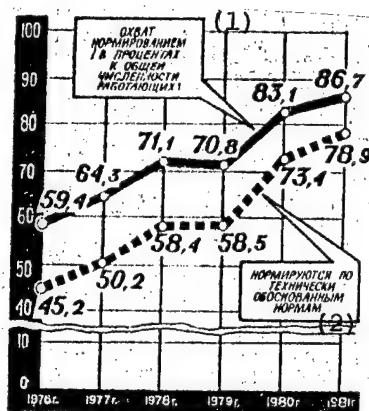 100
(1)
ОХВАТ
НОРМИРОВАНИЕМ
(В ПРОЦЕНТАХ
К ОБЩЕЙ
ЧИСЛЕННОСТИ
РАБОТАЮЩИХ)
90
80
70
60
50
40
10
0
59,4
64,3
71,1
70,8
83,1
86,7
45,2
50,2
58,4
58,5
73,4
78,9
НОРМИРУЮТСЯ ПО
ТЕХНИЧЕСКИ
ОБОСНОВАННЫМ
НОРМАМ
(2)
1976г. 1977г. 1978г. 1979г. 1980г 1981г